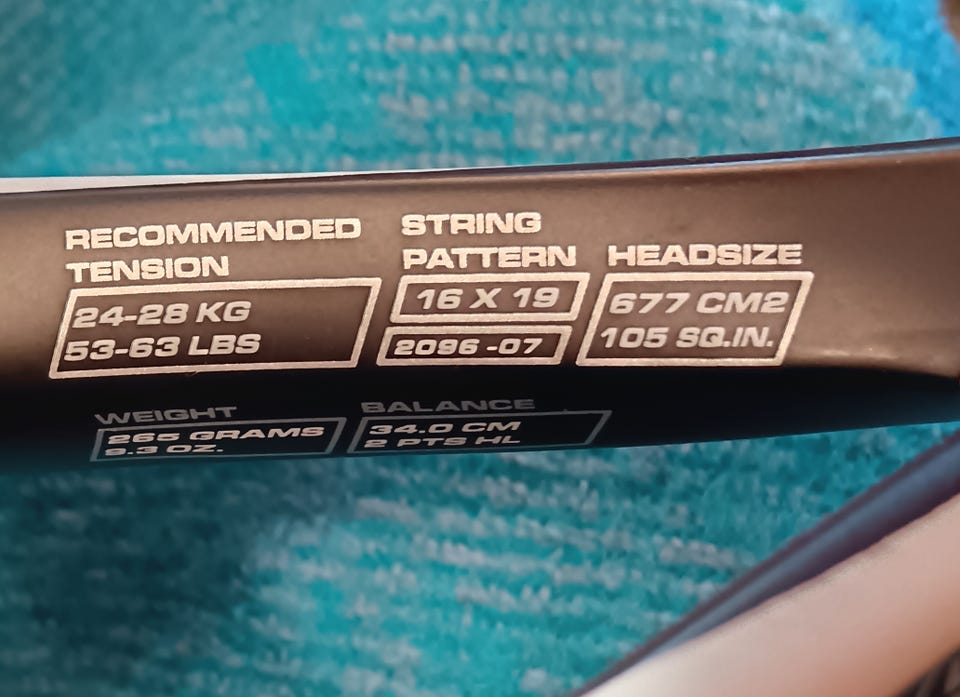 RECOMMENDED
TENSION
24-28 KG
53-63 LBS
STRING
PATTERN
16 X 19
2096 -07
HEADSIZE
677 CM2
105 SQ.IN.
WEIGHT
265 GRAMS
9.3 OZ.
BALANCE
34.0 CM
2 PTS HL